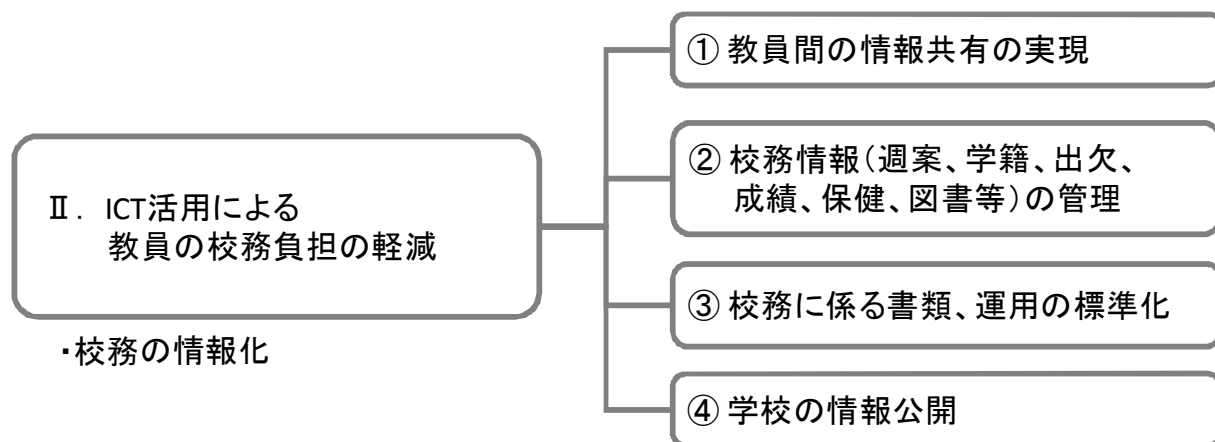 Ⅱ. ICT活用による
教員の校務負担の軽減
・校務の情報化
① 教員間の情報共有の実現
② 校務情報(週案、学籍、出欠、
成績、保健、図書等)の管理
③ 校務に係る書類、運用の標準化
④ 学校の情報公開